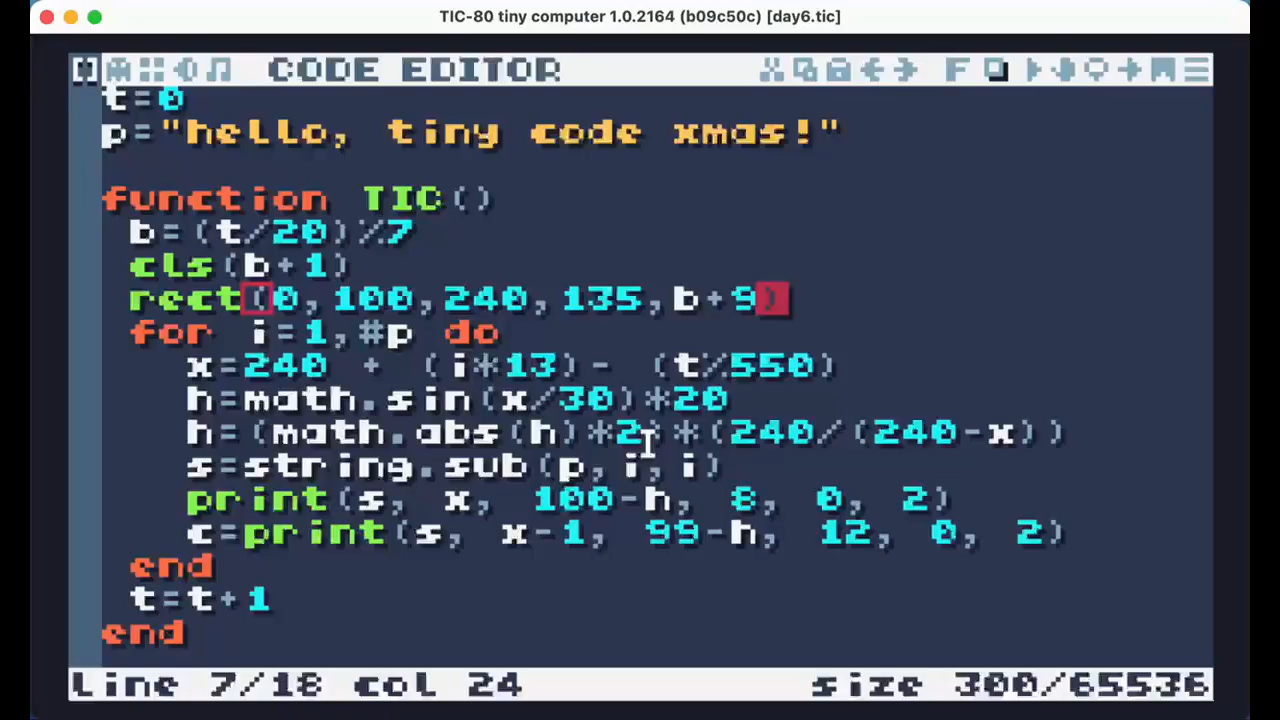 TIC-80 tiny computer 1.0.2164 (b09c50c) [day6.tic]
CODE EDITOR F
t=0
p="hello, tiny code xmas!"
function TIC()
b=(t/20)%7
cls(b+1)
rect(0,100,240,135,b+9)
for i=1,#p do
x=240 + (i*13)- (t%550)
h=math.sin(x/30)*20
h=(math.abs(h)*2)*(240/(240-x))
s=string.sub(p,i,i)
print(s, x, 100-h, 8, 0, 2)
c=print(s, x-1, 99-h, 12, 0, 2)
end
t=t+1
end
line 7/18 col 24 size 300/65536